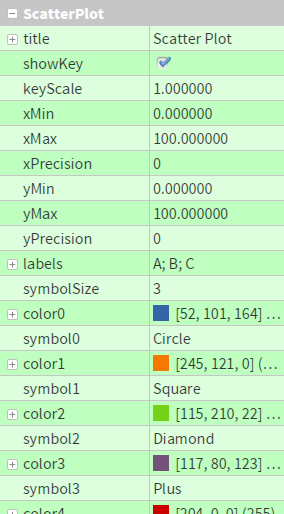 ScatterPlot
title Scatter Plot
showKey
keyScale 1.000000
xMin 0.000000
xMax 100.000000
xPrecision 0
yMin 0.000000
yMax 100.000000
yPrecision 0
labels A; B; C
symbolSize 3
color0 [52, 101, 164] ...
symbol0 Circle
color1 [245, 121, 0] (...
symbol1 Square
color2 [115, 210, 22] ...
symbol2 Diamond
color3 [117, 80, 123] ...
symbol3 Plus
color4 [204, 0, 0] (255)